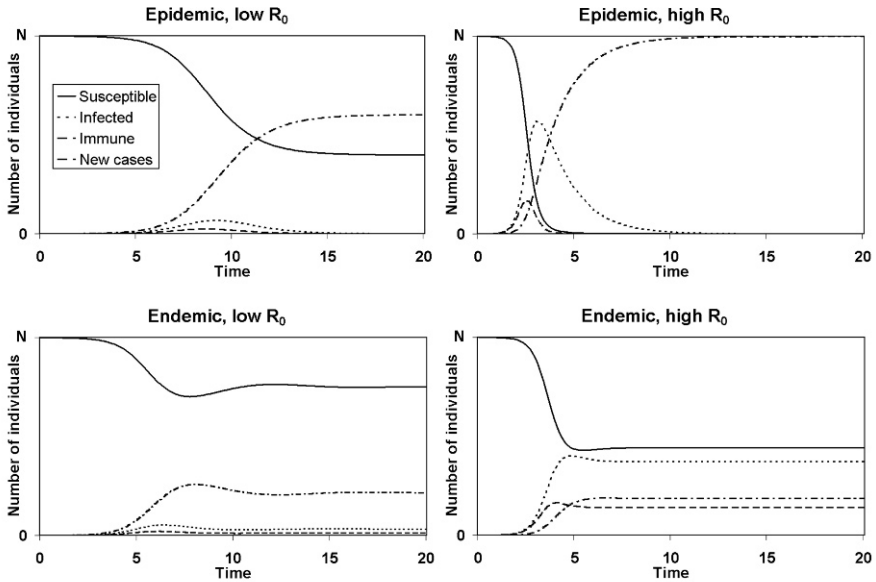 Epidemic, low R0
N
Number of individuals
Susceptible
Infected
Immune
New cases
0
0 5 10 15 20
Time
Epidemic, high R0
N
Number of individuals
0
0 5 10 15 20
Time
Endemic, low R0
N
Number of individuals
0
0 5 10 15 20
Time
Endemic, high R0
N
Number of individuals
0
0 5 10 15 20
Time